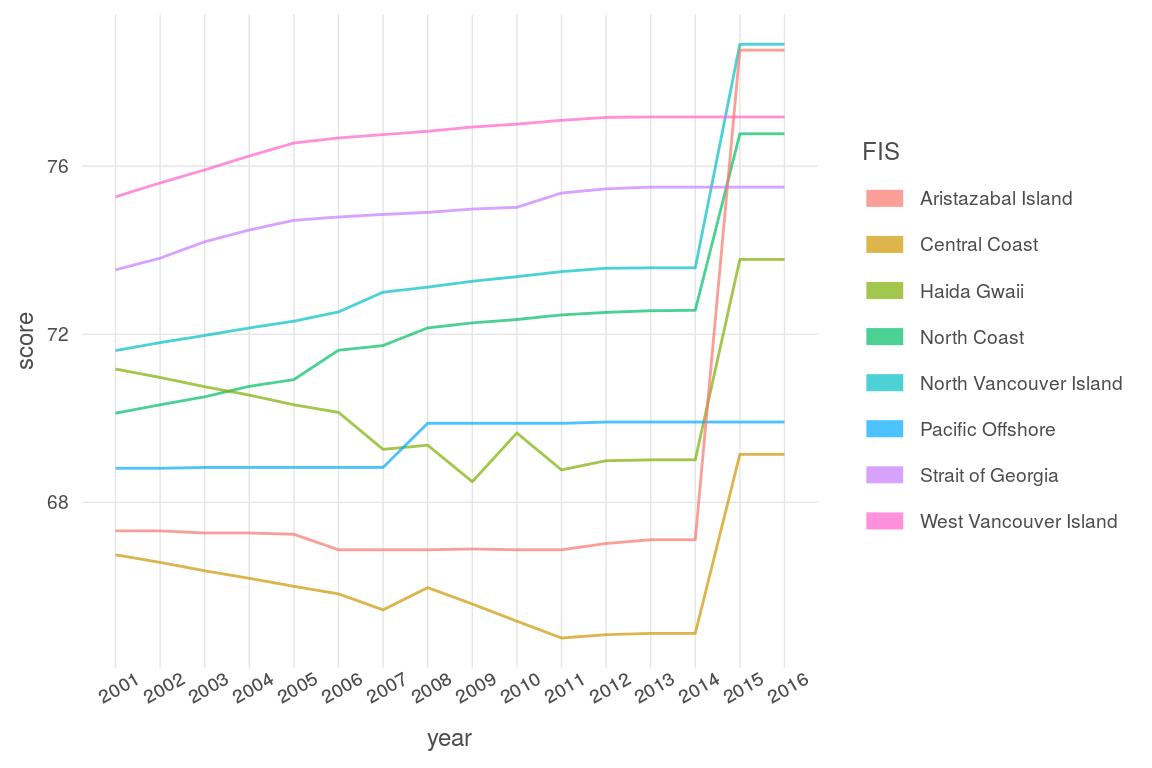 76
72
68
score
2001 2002 2003 2004 2005 2006 2007 2008 2009 2010 2011 2012 2013 2014 2015 2016
year
FIS
Aristazabal Island
Central Coast
Haida Gwaii
North Coast
North Vancouver Island
Pacific Offshore
Strait of Georgia
West Vancouver Island